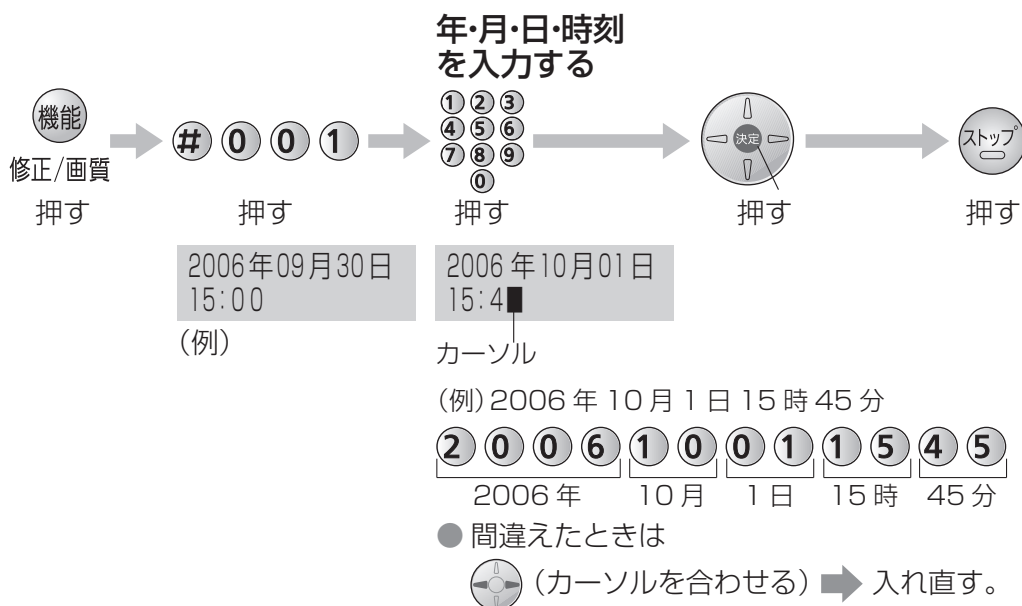 年・月・日・時刻
を入力する
機能
修正/画質
押す
# 0 0 1
押す
1 2 3
4 5 6
7 8 9
0
押す
決定
押す
ストップ
押す
2006年09月30日
15:00
(例)
2006年10月01日
15:4
カーソル
(例)2006年10月1日15時45分
2 0 0 6 1 0 0 1 1 5 4 5
2006年 10月 1日 15時 45分
● 間違えたときは
(カーソルを合わせる) 入れ直す。